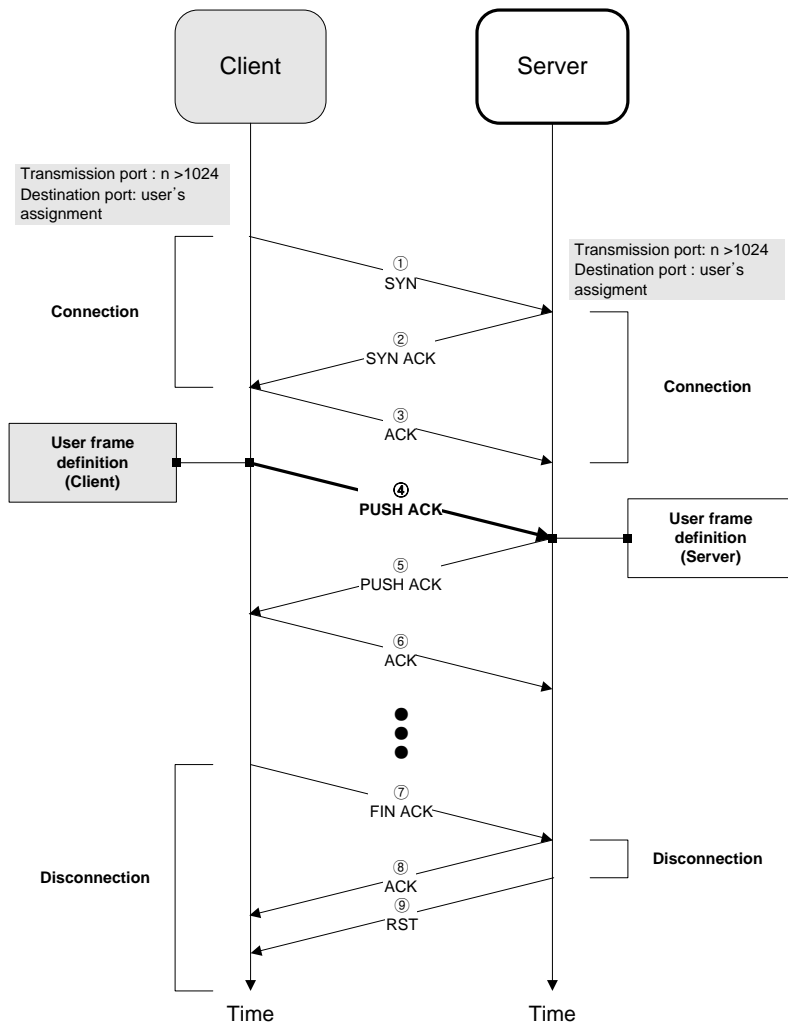 Client
Server
Transmission port : n >1024
Destination port: user's
assignment
Transmission port: n >1024
Destination port : user's
assigment
①
SYN
Connection
②
SYN ACK
Connection
③
ACK
User frame
definition
(Client)
④
PUSH ACK
User frame
definition
(Server)
⑤
PUSH ACK
⑥
ACK
⑦
FIN ACK
Disconnection
⑧
ACK
Disconnection
⑨
RST
Time
Time